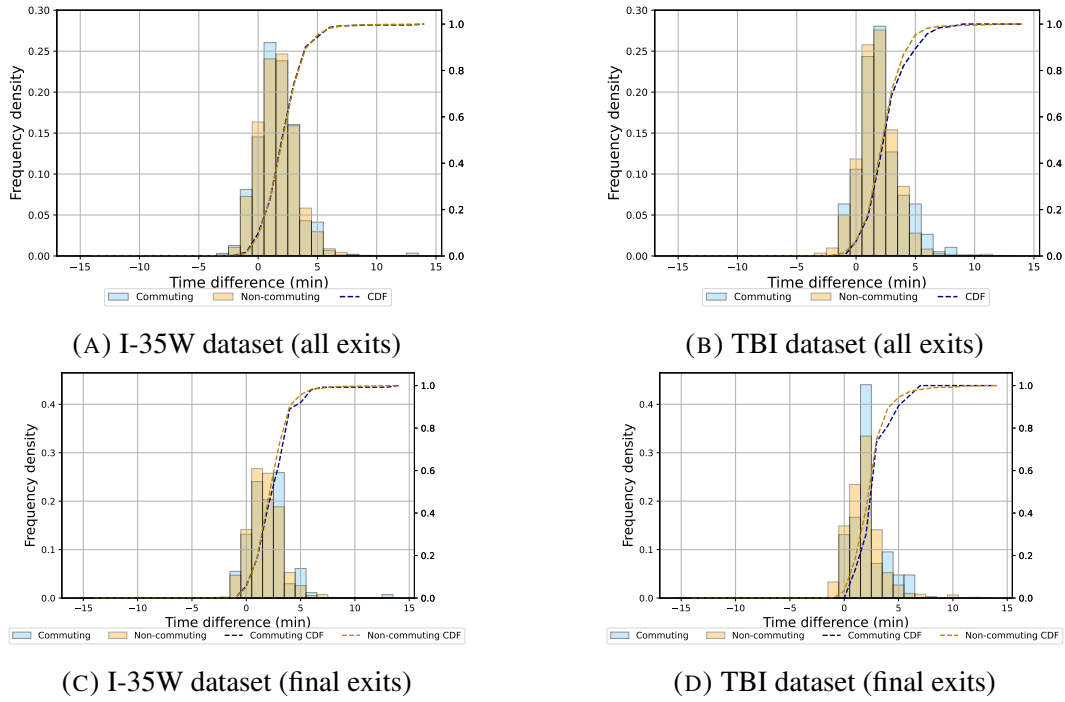 0.30
0.25
0.20
0.15
0.10
0.05
0.00
Frequency density
1.0
0.8
0.6
0.4
0.2
0.0
−15 −10 −5 0 5 10 15
Time difference (min)
Commuting Non-commuting CDF
(A) I-35W dataset (all exits)
0.30
0.25
0.20
0.15
0.10
0.05
0.00
Frequency density
1.0
0.8
0.6
0.4
0.2
0.0
−15 −10 −5 0 5 10 15
Time difference (min)
Commuting Non-commuting CDF
(B) TBI dataset (all exits)
0.4
0.3
0.2
0.1
0.0
Frequency density
1.0
0.8
0.6
0.4
0.2
0.0
−15 −10 −5 0 5 10 15
Time difference (min)
Commuting Non-commuting Commuting CDF Non-commuting CDF
(C) I-35W dataset (final exits)
0.4
0.3
0.2
0.1
0.0
Frequency density
1.0
0.8
0.6
0.4
0.2
0.0
−15 −10 −5 0 5 10 15
Time difference (min)
Commuting Non-commuting Commuting CDF Non-commuting CDF
(D) TBI dataset (final exits)